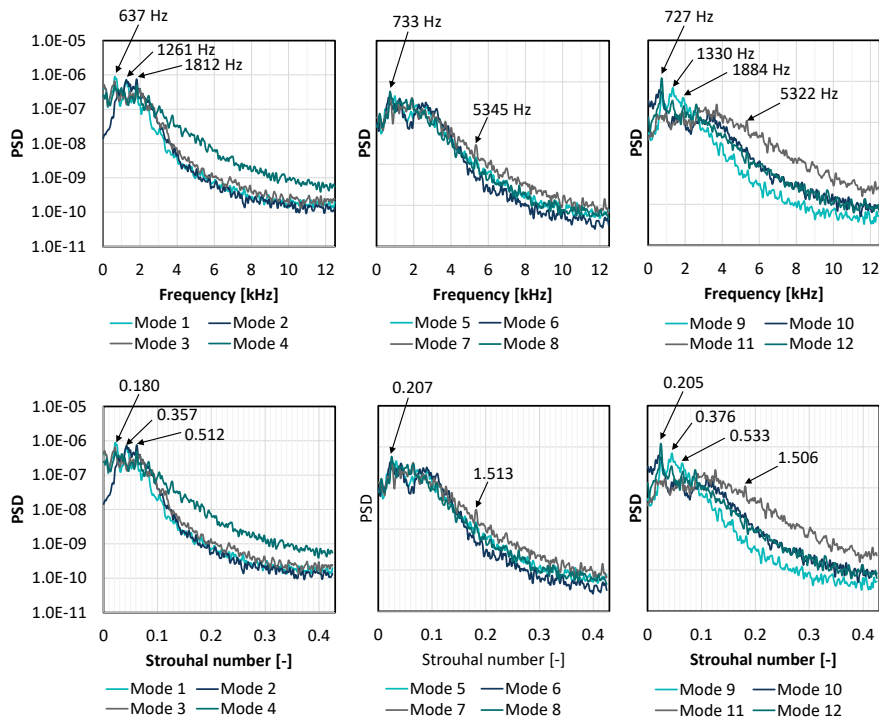 637 Hz
1261 Hz
1812 Hz
1.0E-05
1.0E-06
1.0E-07
1.0E-08
1.0E-09
1.0E-10
1.0E-11
PSD
0 2 4 6 8 10 12
Frequency [kHz]
Mode 1 Mode 2
Mode 3 Mode 4
733 Hz
5345 Hz
0 2 4 6 8 10 12
Frequency [kHz]
Mode 5 Mode 6
Mode 7 Mode 8
727 Hz
1330 Hz
1884 Hz
5322 Hz
PSD
0 2 4 6 8 10 12
Frequency [kHz]
Mode 9 Mode 10
Mode 11 Mode 12
0.180
0.357
0.512
1.0E-05
1.0E-06
1.0E-07
1.0E-08
1.0E-09
1.0E-10
1.0E-11
PSD
0 0.1 0.2 0.3 0.4
Strouhal number [-]
Mode 1 Mode 2
Mode 3 Mode 4
0.207
1.513
PSD
0 0.1 0.2 0.3 0.4
Strouhal number [-]
Mode 5 Mode 6
Mode 7 Mode 8
0.205
0.376
0.533
1.506
PSD
0 0.1 0.2 0.3 0.4
Strouhal number [-]
Mode 9 Mode 10
Mode 11 Mode 12